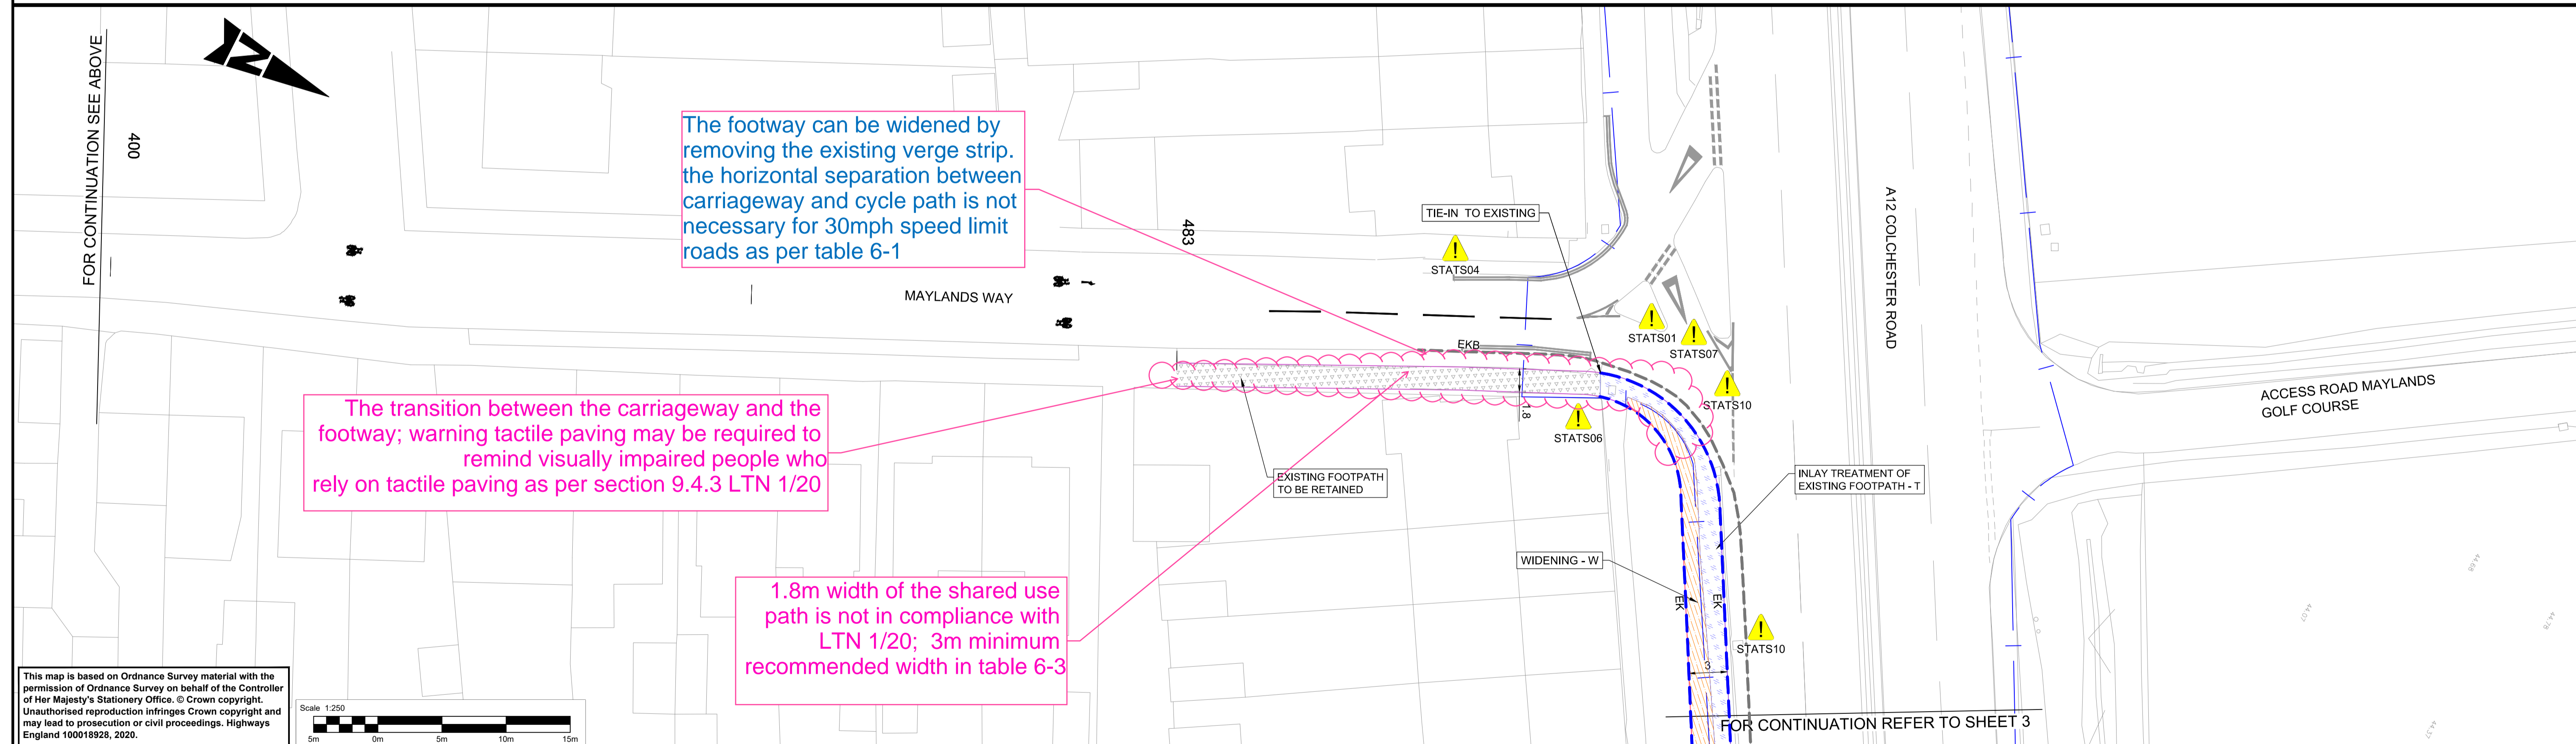 FOR CONTINUATION SEE ABOVE
400
N
The footway can be widened by
removing the existing verge strip.
the horizontal separation between
carriageway and cycle path is not
necessary for 30mph speed limit
roads as per table 6-1
483
MAYLANDS WAY
TIE-IN TO EXISTING
STATS04
EKB
STATS01
STATS07
STATS10
STATS06
1.8
A12 COLCHESTER ROAD
ACCESS ROAD MAYLANDS
GOLF COURSE
The transition between the carriageway and the
footway; warning tactile paving may be required to
remind visually impaired people who
rely on tactile paving as per section 9.4.3 LTN 1/20
EXISTING FOOTPATH
TO BE RETAINED
INLAY TREATMENT OF
EXISTING FOOTPATH - T
WIDENING - W
EK
EK
STATS10
3
1.8m width of the shared use
path is not in compliance with
LTN 1/20; 3m minimum
recommended width in table 6-3
44.68
44.07
44.78
44.37
FOR CONTINUATION REFER TO SHEET 3
This map is based on Ordnance Survey material with the
permission of Ordnance Survey on behalf of the Controller
of Her Majesty's Stationery Office. © Crown copyright.
Unauthorised reproduction infringes Crown copyright and
may lead to prosecution or civil proceedings. Highways
England 100018928, 2020.
Scale 1:250
5m 0m 5m 10m 15m